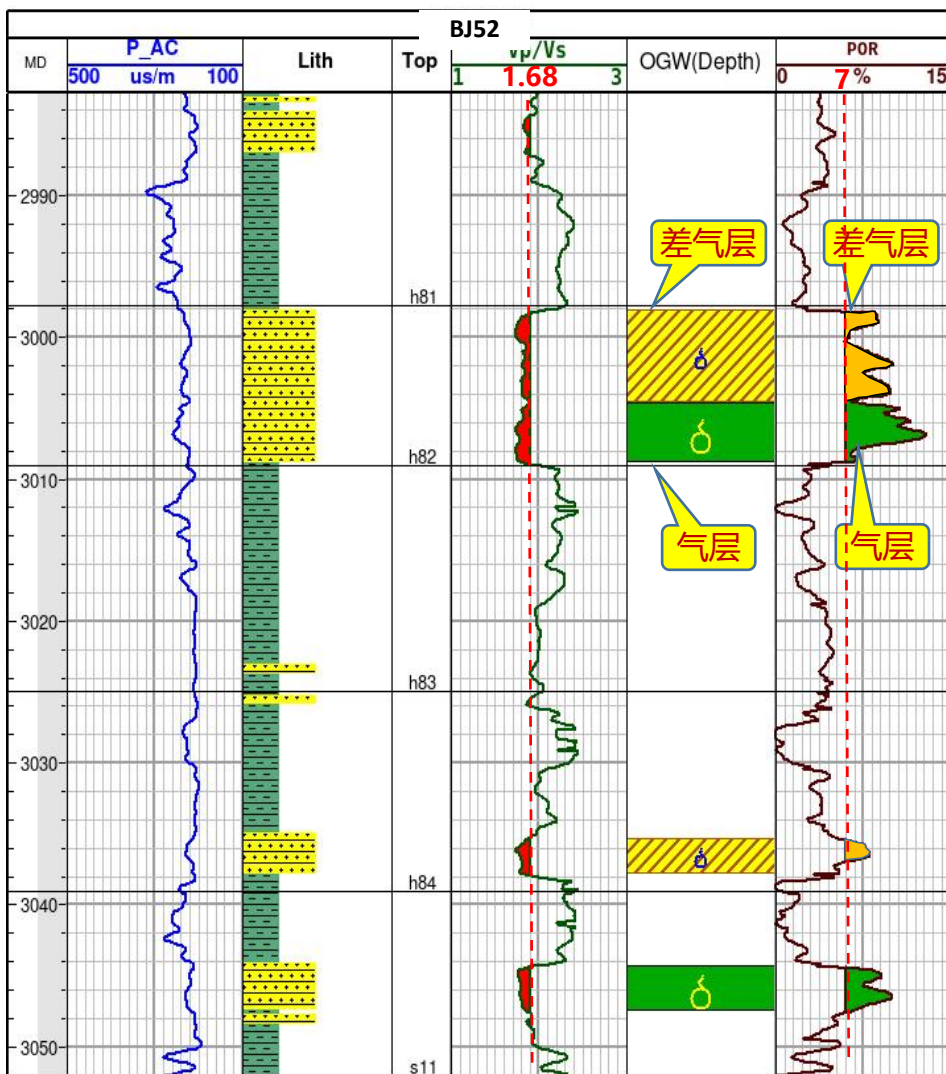 BJ52
MD
P_AC
500 us/m 100
Lith
Top
Vp/Vs
1 1.68 3
OGW(Depth)
POR
0 7 % 15
2990
差气层 差气层
h81
3000
h82
3010
气层 气层
3020
h83
3030
h84
3040
3050
s11